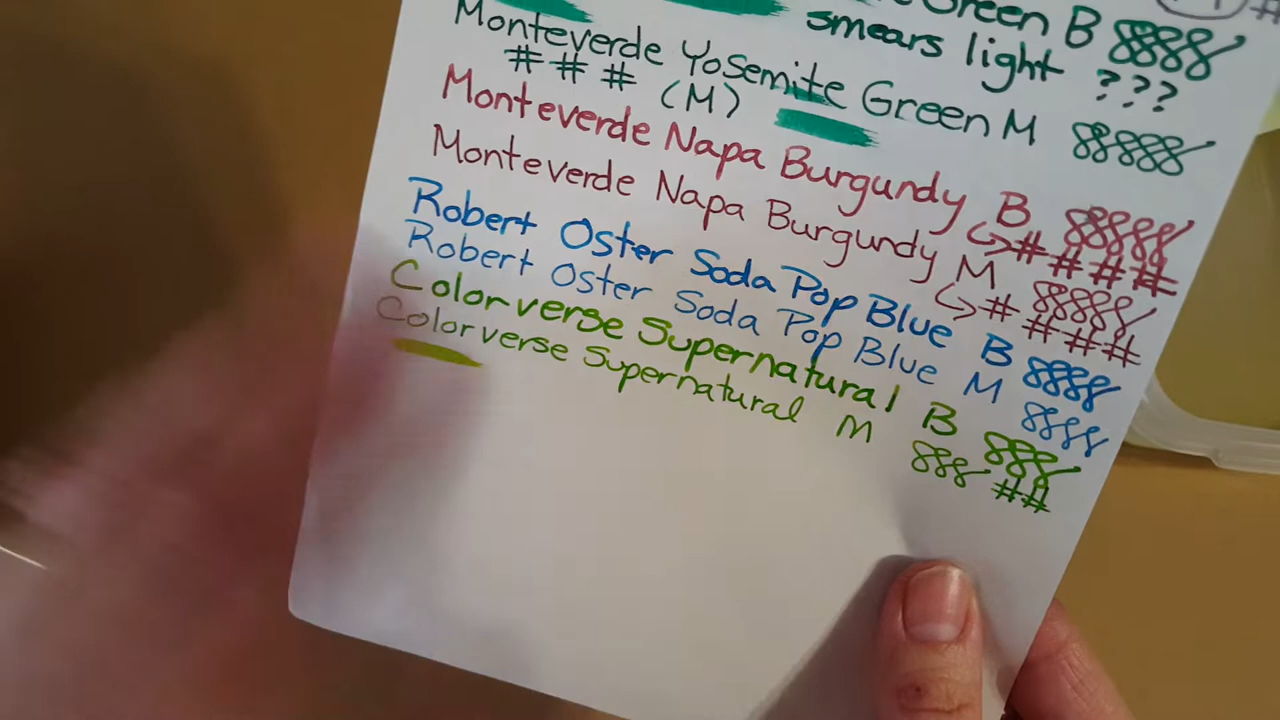 Green B
smears light ???
Monteverde Yosemite Green M
# # # (M)
Monteverde Napa Burgundy B
# # # #
Monteverde Napa Burgundy M
# # # #
Robert Oster Soda Pop Blue B
Robert Oster Soda Pop Blue M
Colorverse Supernatural B
Colorverse Supernatural M
##